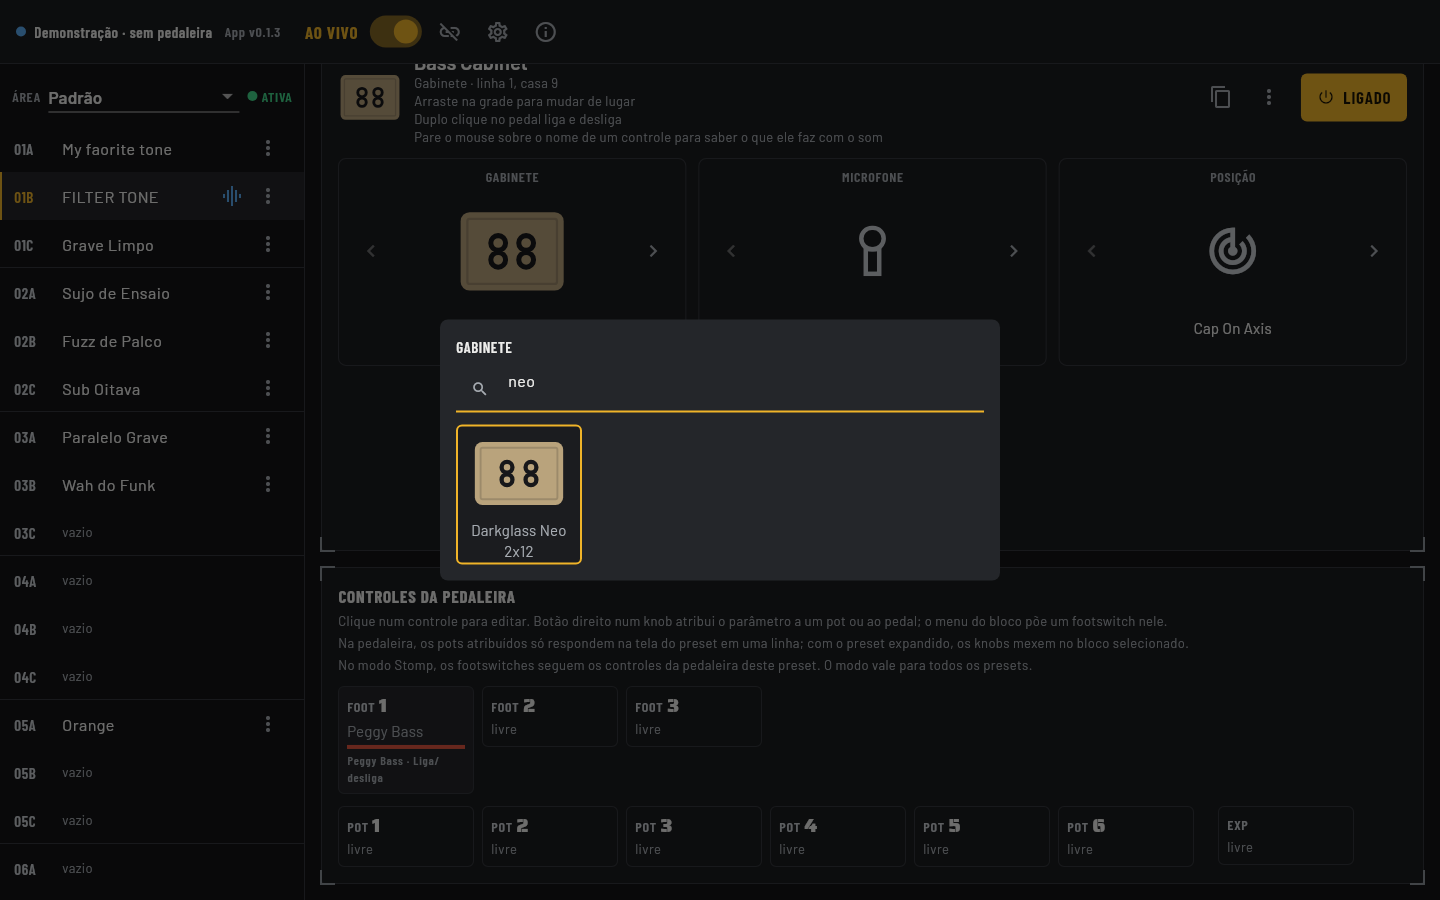 Demonstração · sem pedaleira App v0.1.3 AO VIVO
ÁREA Padrão ATIVA
01A My faorite tone
01B FILTER TONE
01C Grave Limpo
02A Sujo de Ensaio
02B Fuzz de Palco
02C Sub Oitava
03A Paralelo Grave
03B Wah do Funk
03C vazio
04A vazio
04B vazio
04C vazio
05A Orange
05B vazio
05C vazio
06A vazio
Bass Cabinet
88
Gabinete · linha 1, casa 9
Arraste na grade para mudar de lugar
Duplo clique no pedal liga e desliga
Pare o mouse sobre o nome de um controle para saber o que ele faz com o som
LIGADO
GABINETE
88
MICROFONE
POSIÇÃO
Cap On Axis
GABINETE
neo
88
Darkglass Neo
2x12
CONTROLES DA PEDALEIRA
Clique num controle para editar. Botão direito num knob atribui o parâmetro a um pot ou ao pedal; o menu do bloco põe um footswitch nele.
Na pedaleira, os pots atribuídos só respondem na tela do preset em uma linha; com o preset expandido, os knobs mexem no bloco selecionado.
No modo Stomp, os footswitches seguem os controles da pedaleira deste preset. O modo vale para todos os presets.
FOOT 1
Peggy Bass
Peggy Bass · Liga/
desliga
FOOT 2
livre
FOOT 3
livre
POT 1
livre
POT 2
livre
POT 3
livre
POT 4
livre
POT 5
livre
POT 6
livre
EXP
livre